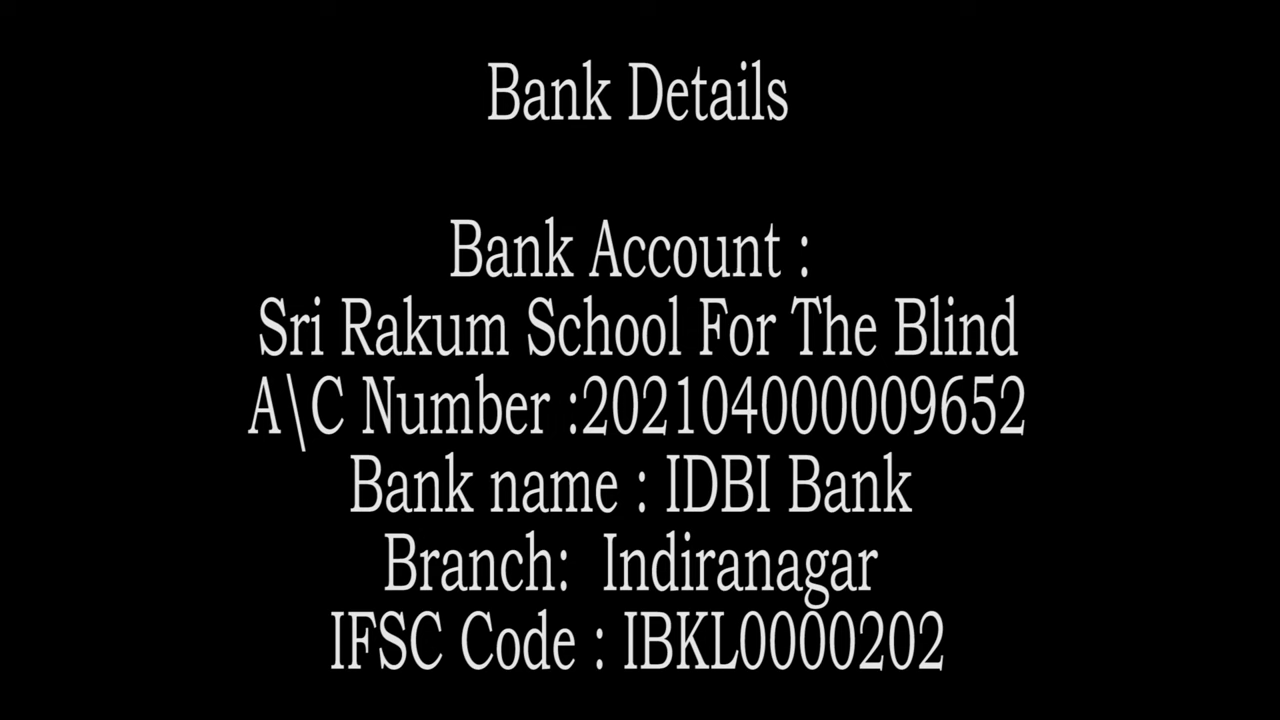 Bank Details
Bank Account :
Sri Rakum School For The Blind
A\C Number :202104000009652
Bank name : IDBI Bank
Branch: Indiranagar
IFSC Code : IBKL0000202